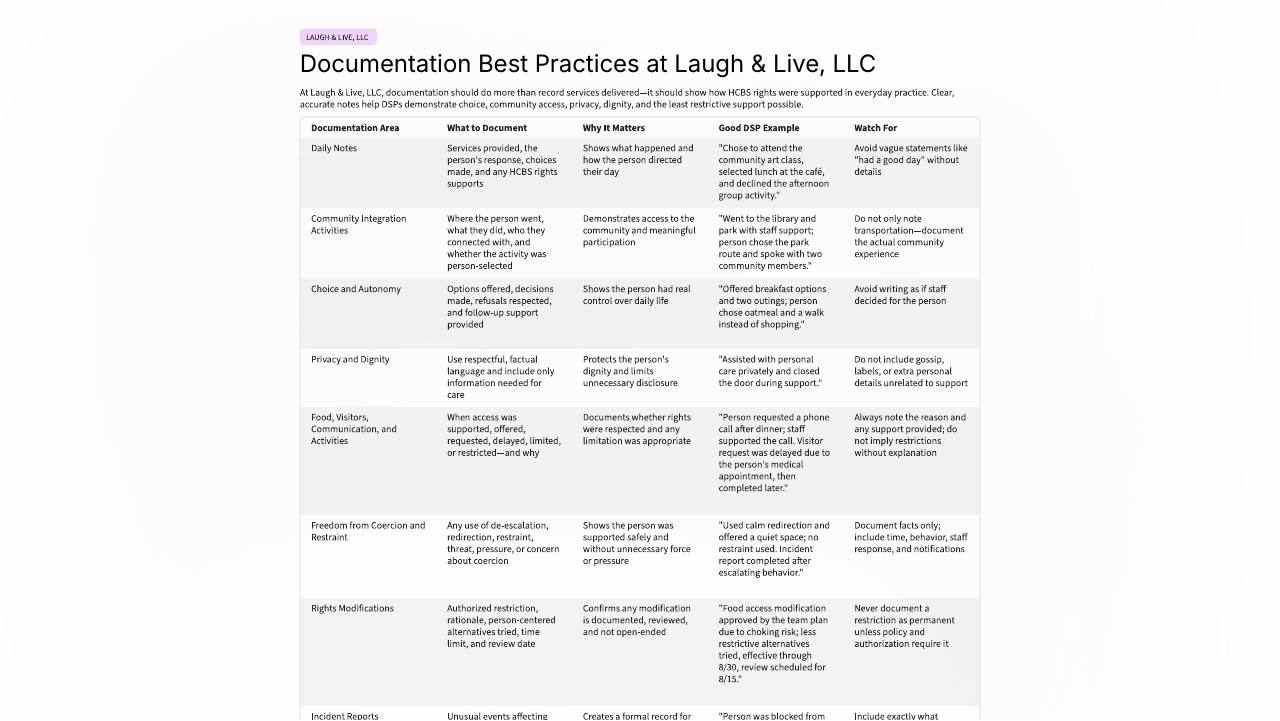 LAUGH & LIVE, LLC
Documentation Best Practices at Laugh & Live, LLC
At Laugh & Live, LLC, documentation should do more than record services delivered—it should show how HCBS rights were supported in everyday practice. Clear,
accurate notes help DSPs demonstrate choice, community access, privacy, dignity, and the least restrictive support possible.
Documentation Area
What to Document
Why It Matters
Good DSP Example
Watch For
Daily Notes
Services provided, the
person's response, choices
made, and any HCBS rights
supports
Shows what happened and
how the person directed
their day
"Chose to attend the
community art class,
selected lunch at the café,
and declined the afternoon
group activity."
Avoid vague statements like
"had a good day" without
details
Community Integration
Activities
Where the person went,
what they did, who they
connected with, and
whether the activity was
person-selected
Demonstrates access to the
community and meaningful
participation
"Went to the library and
park with staff support;
person chose the park
route and spoke with two
community members."
Do not only note
transportation—document
the actual community
experience
Choice and Autonomy
Options offered, decisions
made, refusals respected,
and follow-up support
provided
Shows the person had real
control over daily life
"Offered breakfast options
and two outings; person
chose oatmeal and a walk
instead of shopping."
Avoid writing as if staff
decided for the person
Privacy and Dignity
Use respectful, factual
language and include only
information needed for
care
Protects the person's
dignity and limits
unnecessary disclosure
"Assisted with personal
care privately and closed
the door during support."
Do not include gossip,
labels, or extra personal
details unrelated to support
Food, Visitors,
Communication, and
Activities
When access was
supported, offered,
requested, delayed, limited,
or restricted—and why
Documents whether rights
were respected and any
limitation was appropriate
"Person requested a phone
call after dinner; staff
supported the call. Visitor
request was delayed due to
the person's medical
appointment, then
completed later."
Always note the reason and
any support provided; do
not imply restrictions
without explanation
Freedom from Coercion and
Restraint
Any use of de-escalation,
redirection, restraint,
threat, pressure, or concern
about coercion
Shows the person was
supported safely and
without unnecessary force
or pressure
"Used calm redirection and
offered a quiet space; no
restraint used. Incident
report completed after
escalating behavior."
Document facts only;
include time, behavior, staff
response, and notifications
Rights Modifications
Authorized restriction,
rationale, person-centered
alternatives tried, time
limit, and review date
Confirms any modification
is documented, reviewed,
and not open-ended
"Food access modification
approved by the team plan
due to choking risk; less
restrictive alternatives
tried, effective through
8/30, review scheduled for
8/15."
Never document a
restriction as permanent
unless policy and
authorization require it
Incident Reports
Unusual events affecting
Creates a formal record for
"Person was blocked from
Include exactly what